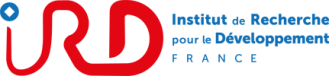 iRD
Institut de Recherche
pour le Développement
FRANCE